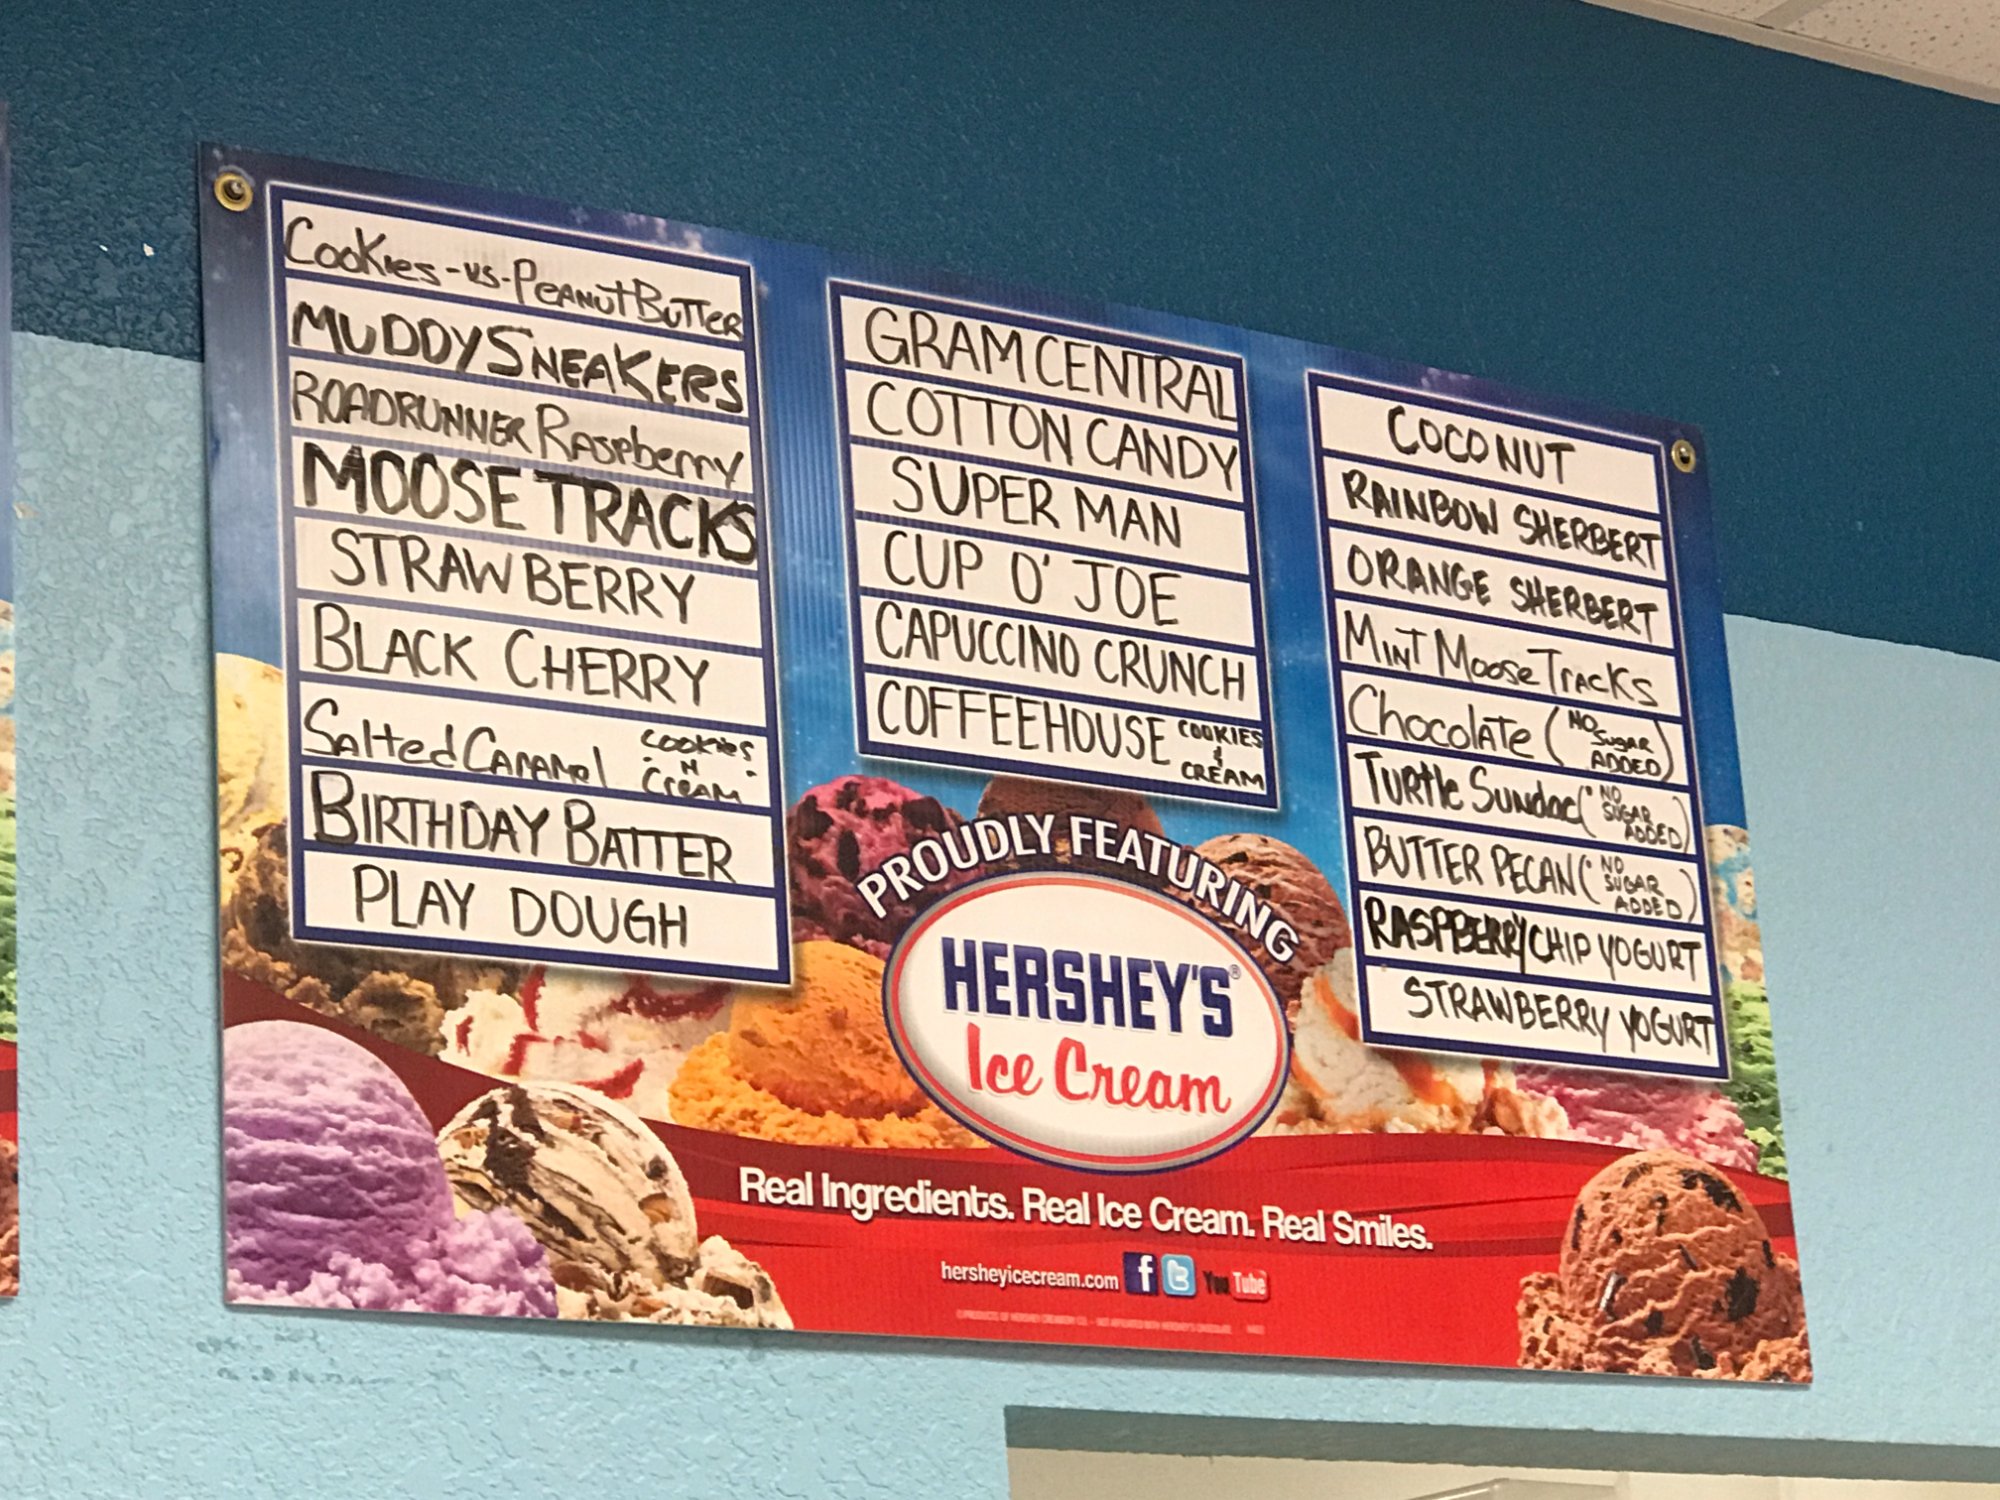 Cookies-vs-Peanut Butter
MUDDY SNEAKERS
ROADRUNNER Raspberry
MOOSE TRACKS
STRAWBERRY
BLACK CHERRY
Salted Caramel COOKIES N CREAM
BIRTHDAY BATTER
PLAY DOUGH
GRAM CENTRAL
COTTON CANDY
SUPER MAN
CUP O' JOE
CAPUCCINO CRUNCH
COFFEEHOUSE COOKIES & CREAM
COCONUT
RAINBOW SHERBERT
ORANGE SHERBERT
MINT Moose Tracks
Chocolate (NO SUGAR ADDED)
Turtle Sundae (NO SUGAR ADDED)
BUTTER PECAN (NO SUGAR ADDED)
RASPBERRY CHIP YOGURT
STRAWBERRY YOGURT
PROUDLY FEATURING
HERSHEY'S®
Ice Cream
Real Ingredients. Real Ice Cream. Real Smiles.
hersheyicecream.com f t You Tube